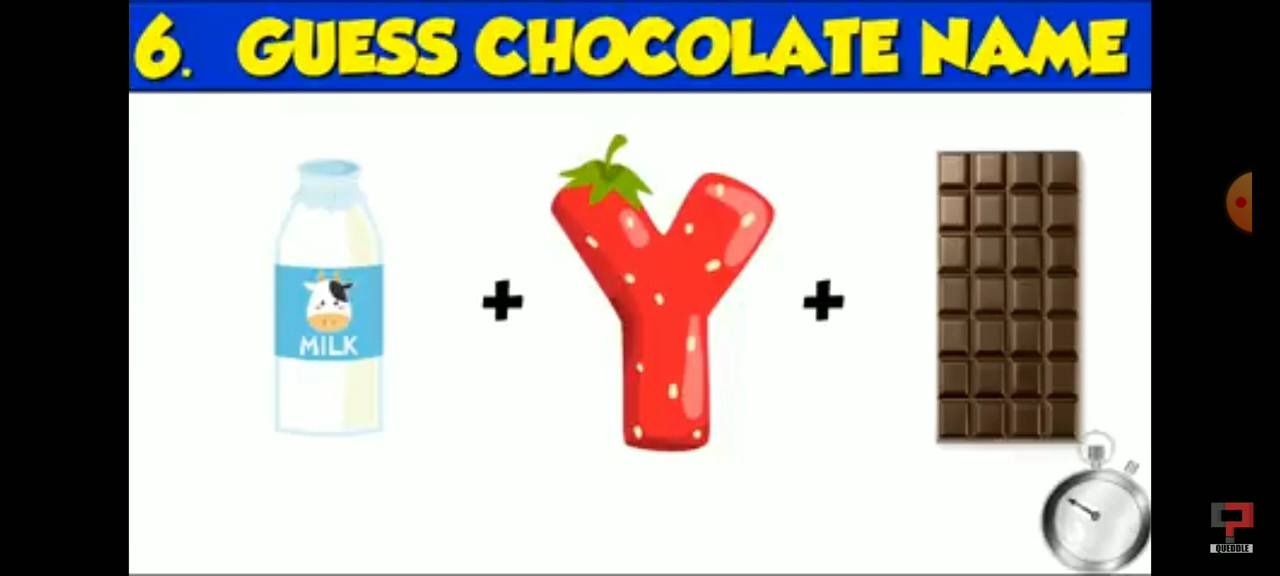 6. GUESS CHOCOLATE NAME
MILK
+ Y +
QUEDDLE